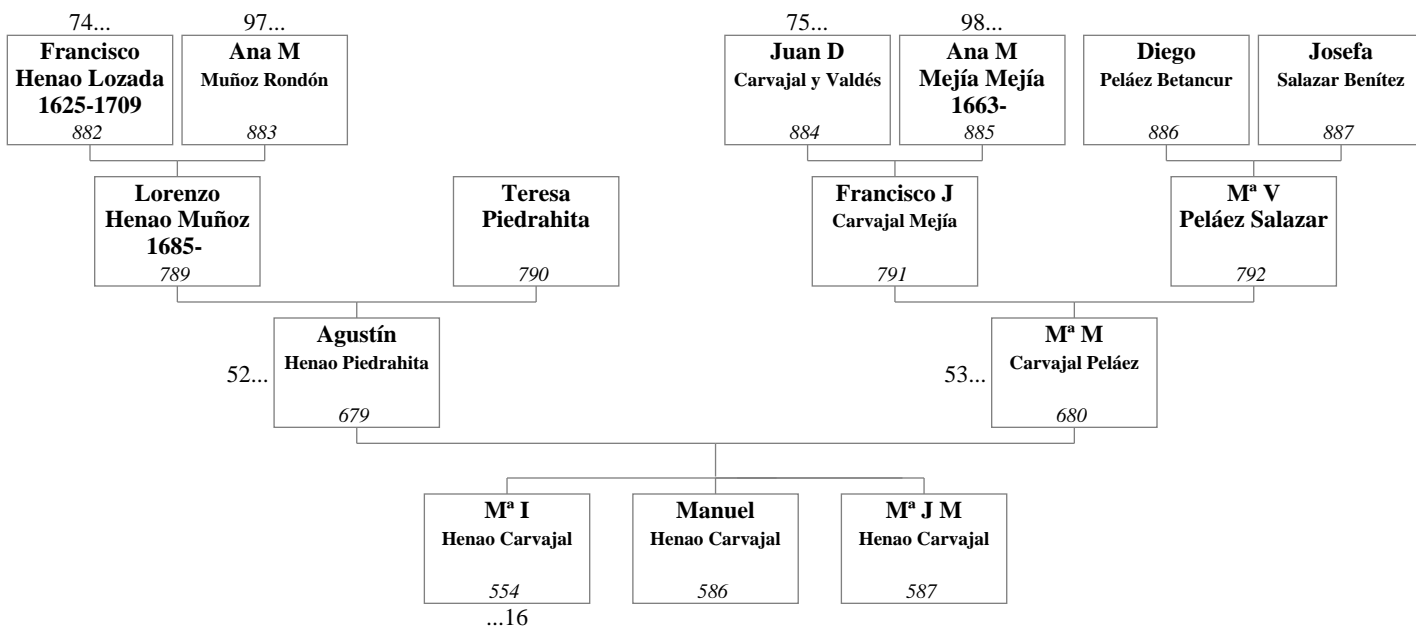 74...
97...
75...
98...
Francisco
Henao Lozada
1625-1709
882
Ana M
Muñoz Rondón
883
Juan D
Carvajal y Valdés
884
Ana M
Mejía Mejía
1663-
885
Diego
Peláez Betancur
886
Josefa
Salazar Benítez
887
Lorenzo
Henao Muñoz
1685-
789
Teresa
Piedrahita
790
Francisco J
Carvajal Mejía
791
Mª V
Peláez Salazar
792
52...
Agustín
Henao Piedrahita
679
53...
Mª M
Carvajal Peláez
680
Mª I
Henao Carvajal
554
Manuel
Henao Carvajal
586
Mª J M
Henao Carvajal
587
...16